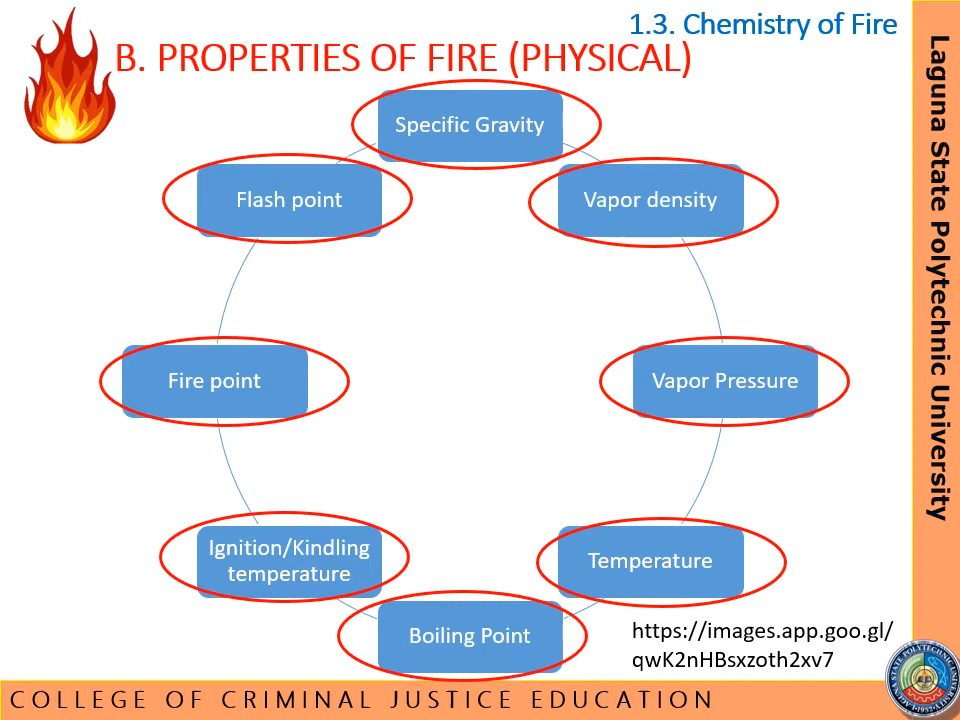 1.3. Chemistry of Fire
B. PROPERTIES OF FIRE (PHYSICAL)
Specific Gravity
Vapor density
Vapor Pressure
Temperature
Boiling Point
Ignition/Kindling
temperature
Fire point
Flash point
https://images.app.goo.gl/
qwK2nHBsxzoth2xv7
Laguna State Polytechnic University
COLLEGE OF CRIMINAL JUSTICE EDUCATION